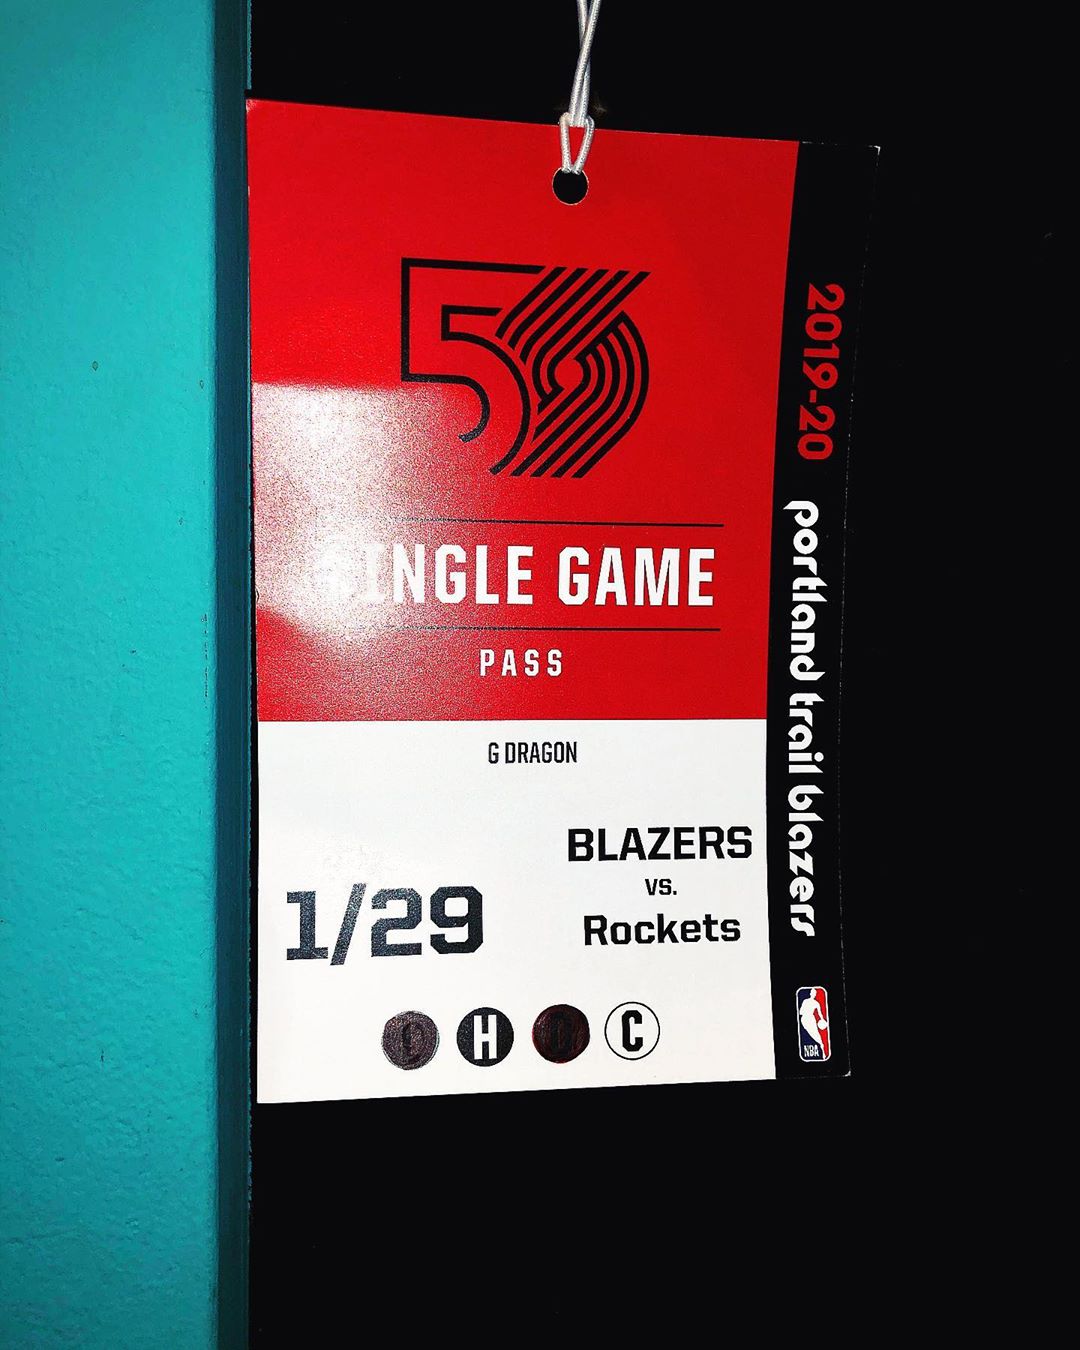 50
SINGLE GAME
PASS
G DRAGON
1/29
BLAZERS
vs.
Rockets
H
C
2019-20
portland trail blazers
NBA